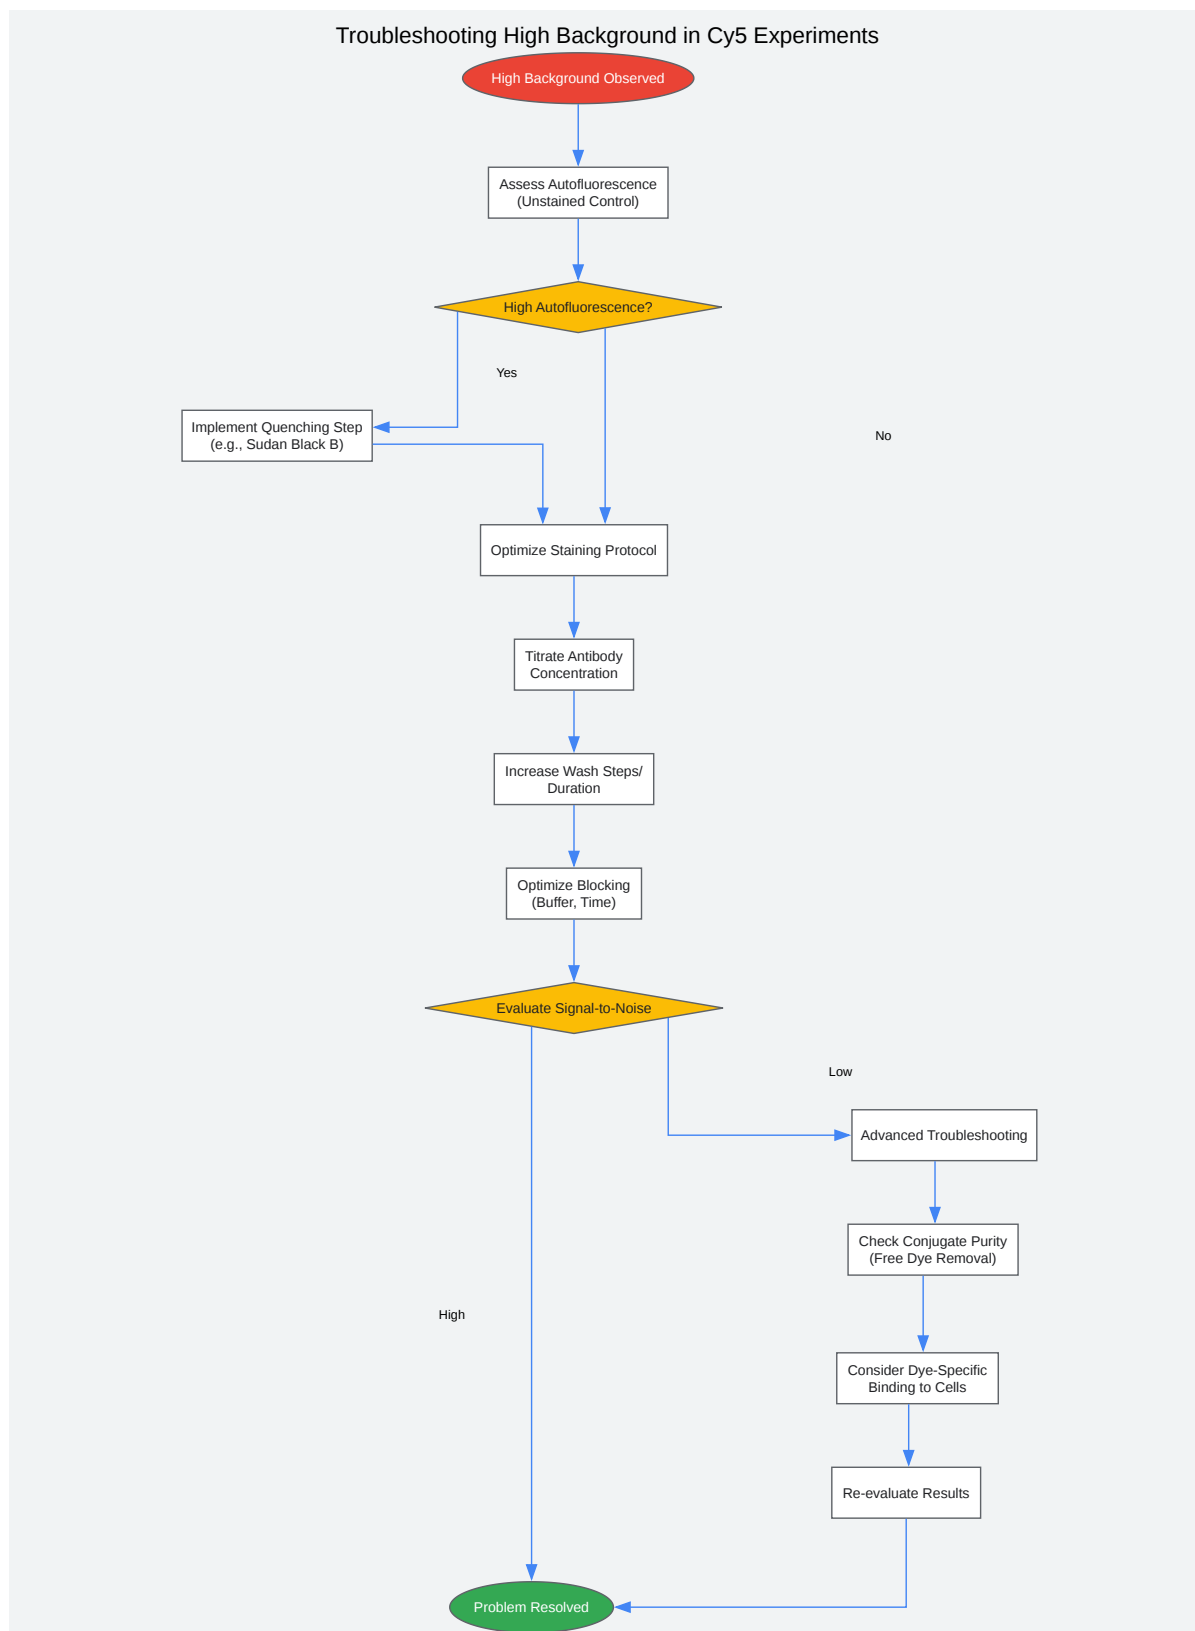 Troubleshooting High Background in Cy5 Experiments
High Background Observed
Assess Autofluorescence
(Unstained Control)
High Autofluorescence?
Yes
No
Implement Quenching Step
(e.g., Sudan Black B)
Optimize Staining Protocol
Titrate Antibody
Concentration
Increase Wash Steps/
Duration
Optimize Blocking
(Buffer, Time)
Evaluate Signal-to-Noise
Low
Advanced Troubleshooting
Check Conjugate Purity
(Free Dye Removal)
High
Consider Dye-Specific
Binding to Cells
Re-evaluate Results
Problem Resolved